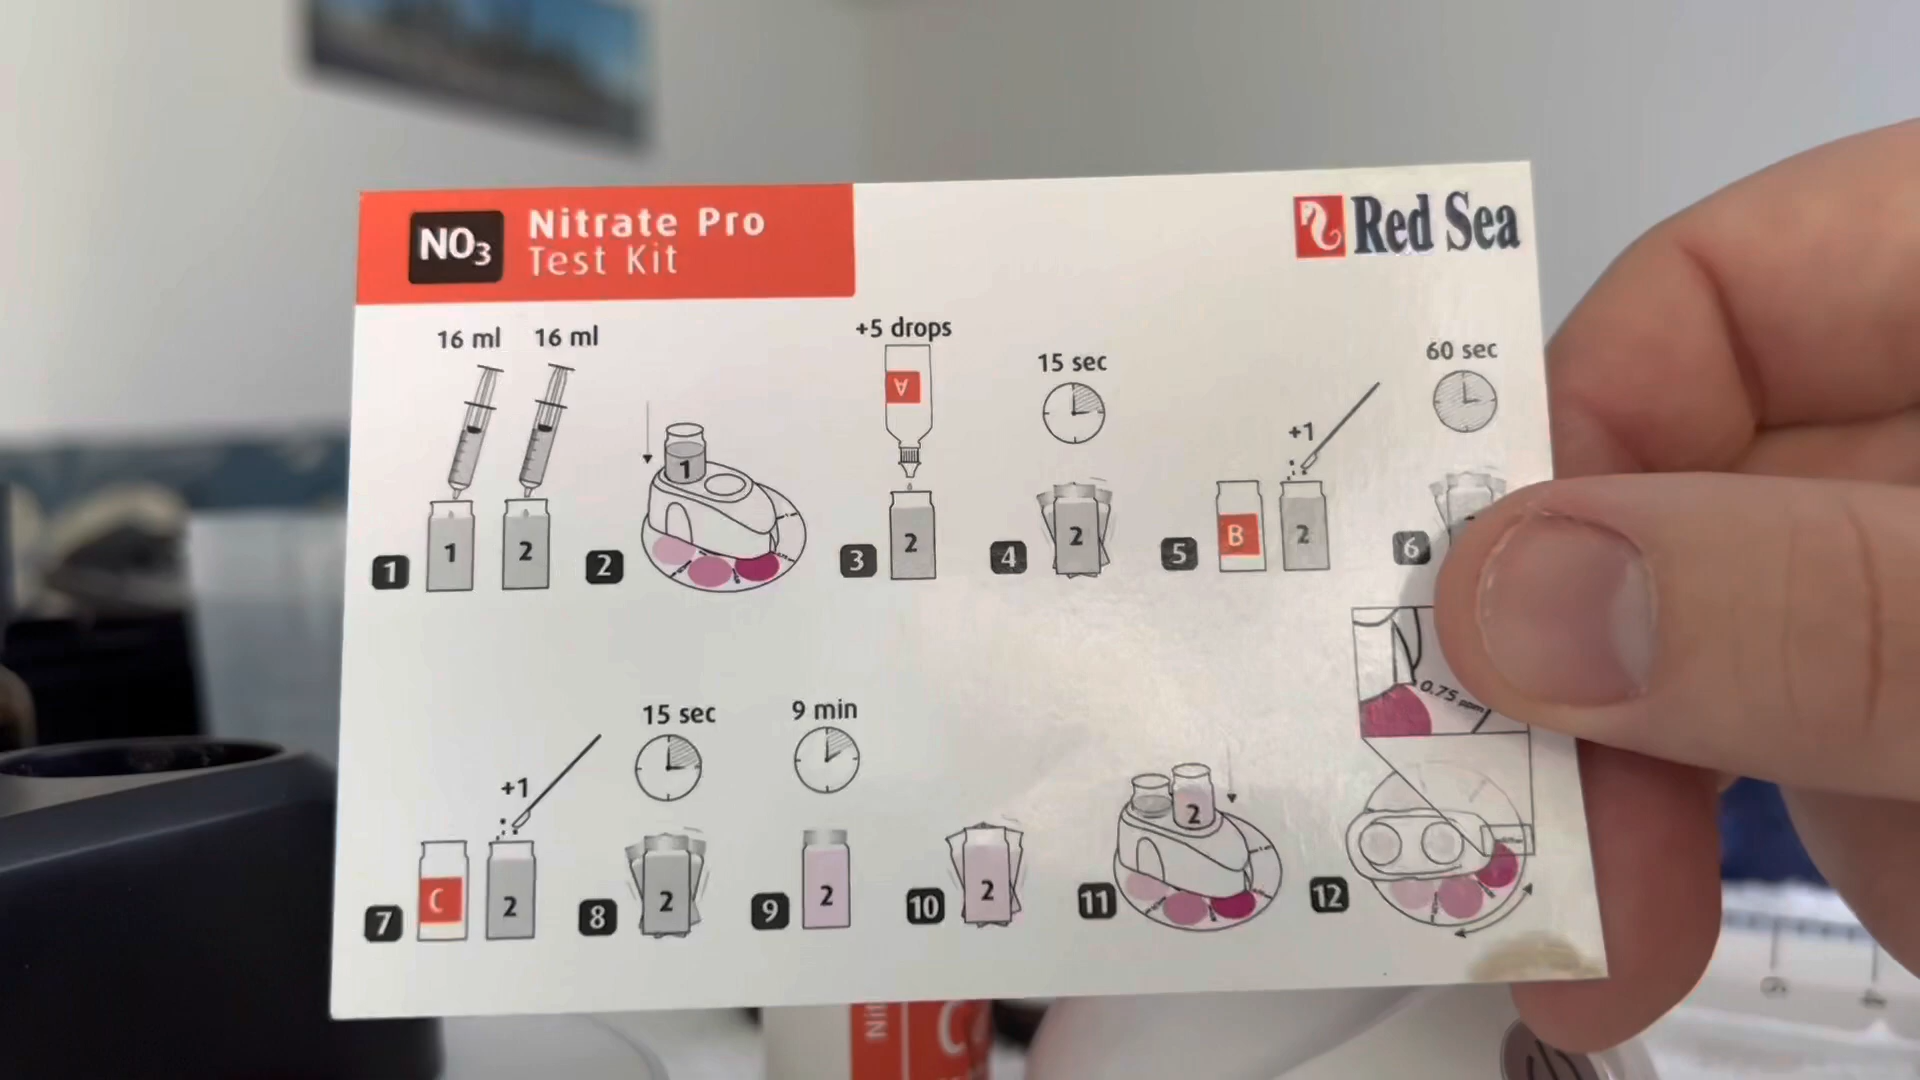 NO3 Nitrate Pro
Test Kit
Red Sea
16 ml 16 ml
+5 drops
15 sec
60 sec
A
+1
1
1 2
2
1
3
2
4
2
5
B
2
6
0.75 ppm
15 sec
9 min
+1
7
C
2
8
2
9
2
10
2
11
2
12
C